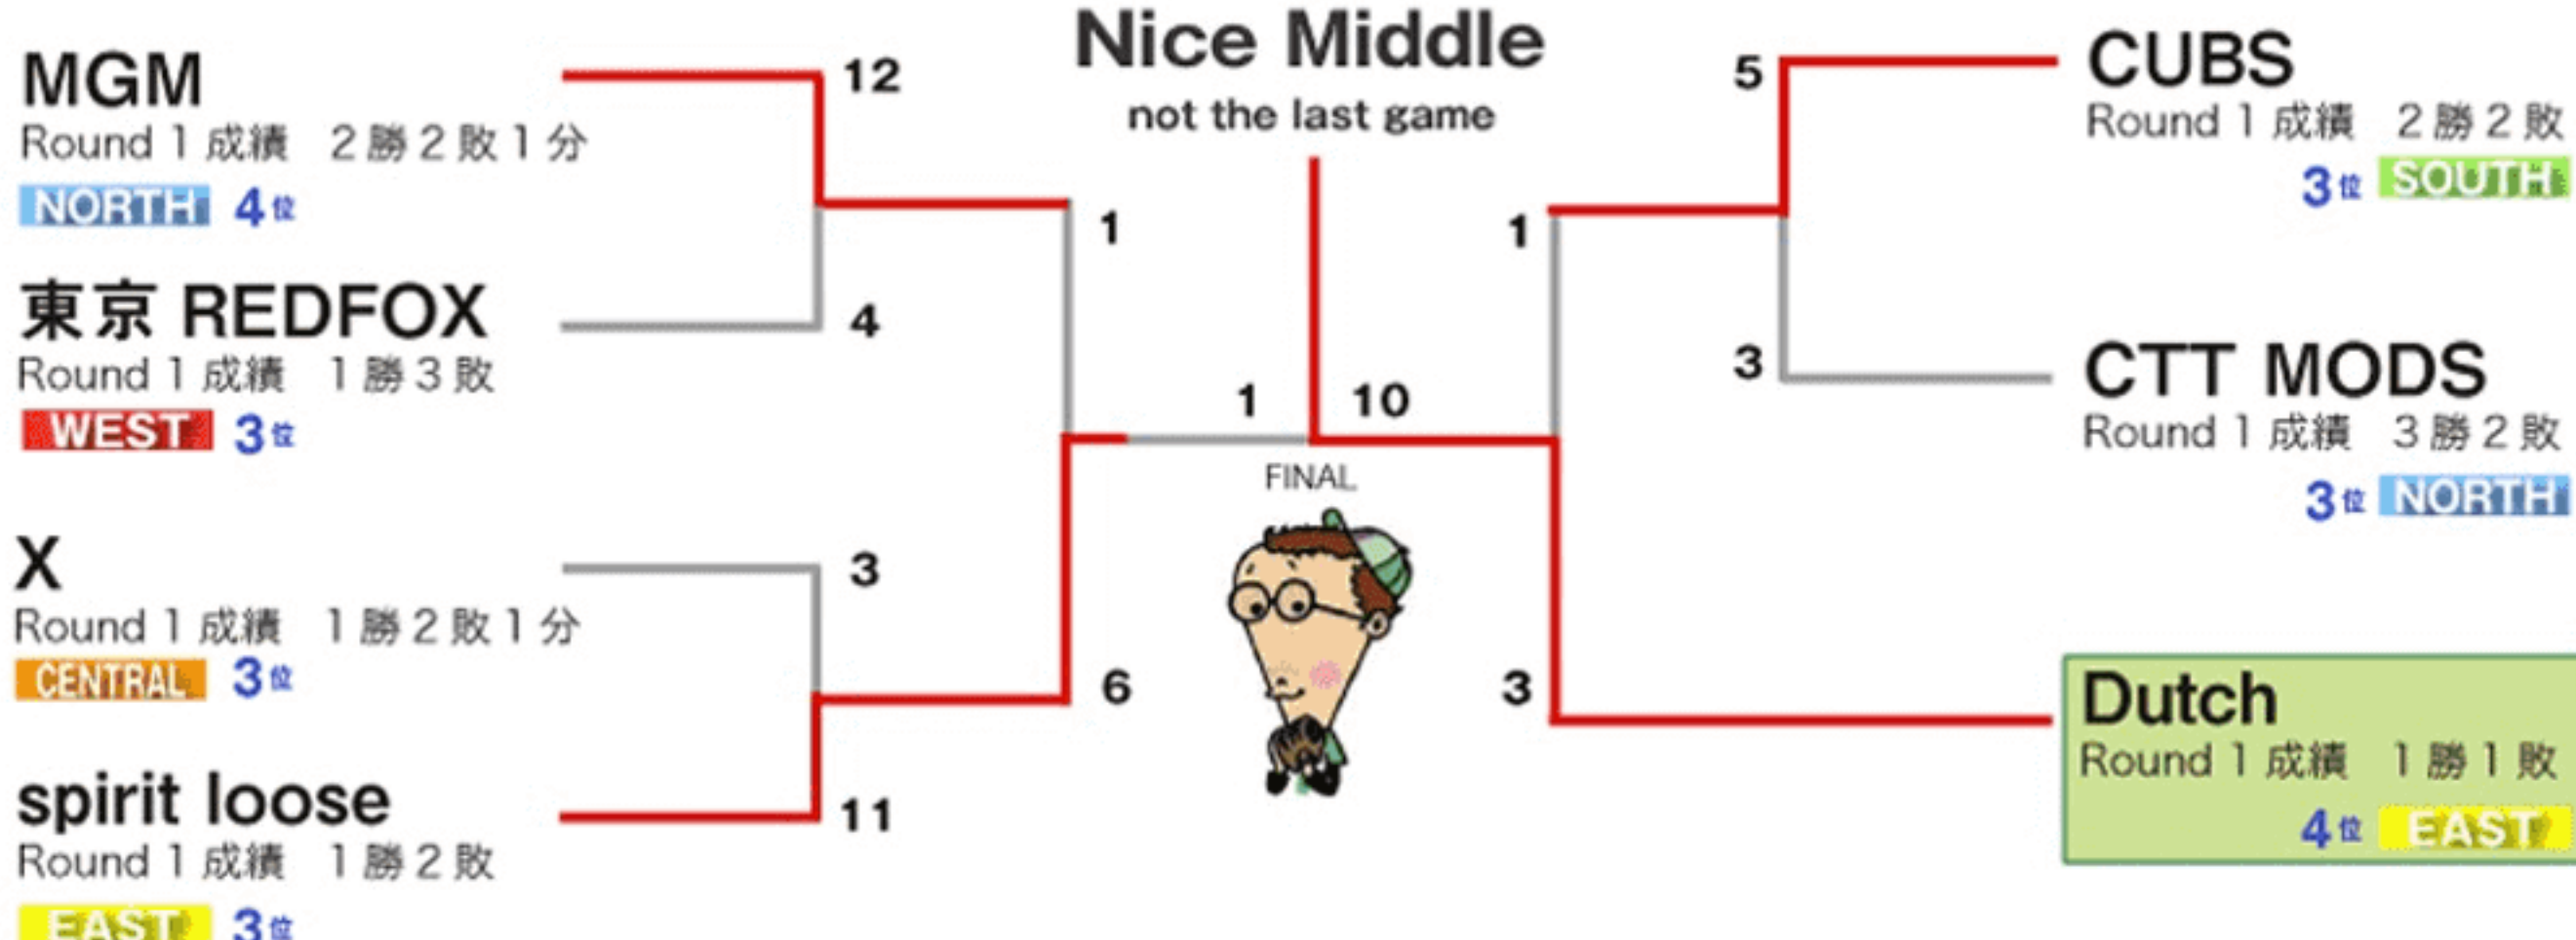 Nice Middle
not the last game
MGM
Round 1 成績 2勝2敗1分
NORTH 4位
12
東京 REDFOX
Round 1 成績 1勝3敗
WEST 3位
4
1
X
Round 1 成績 1勝2敗1分
CENTRAL 3位
3
spirit loose
Round 1 成績 1勝2敗
EAST 3位
11
6
1 10
FINAL
CUBS
Round 1 成績 2勝2敗
3位 SOUTH
5
1
CTT MODS
Round 1 成績 3勝2敗
3位 NORTH
3
Dutch
Round 1 成績 1勝1敗
4位 EAST
3